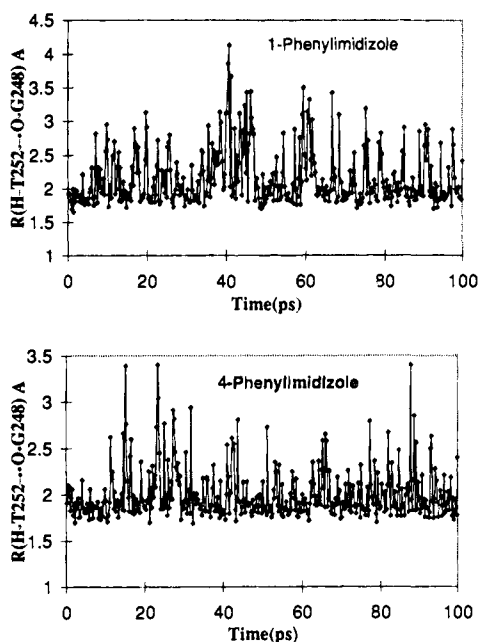 1-Phenylimidizole
R(H-T252---O-G248) A
4.5
4
3.5
3
2.5
2
1.5
1
0 20 40 60 80 100
Time(ps)
4-Phenylimidizole
R(H-T252---O-G248) A
3.5
3
2.5
2
1.5
1
0 20 40 60 80 100
Time(ps)